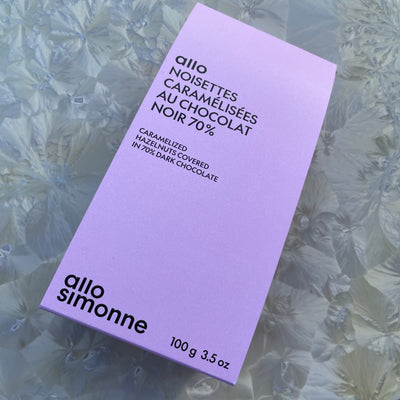 allo
NOISETTES
CARAMÉLISÉES
AU CHOCOLAT
NOIR 70%
CARAMELIZED
HAZELNUTS COVERED
IN 70% DARK CHOCOLATE
allo
simonne
100 g 3.5 oz